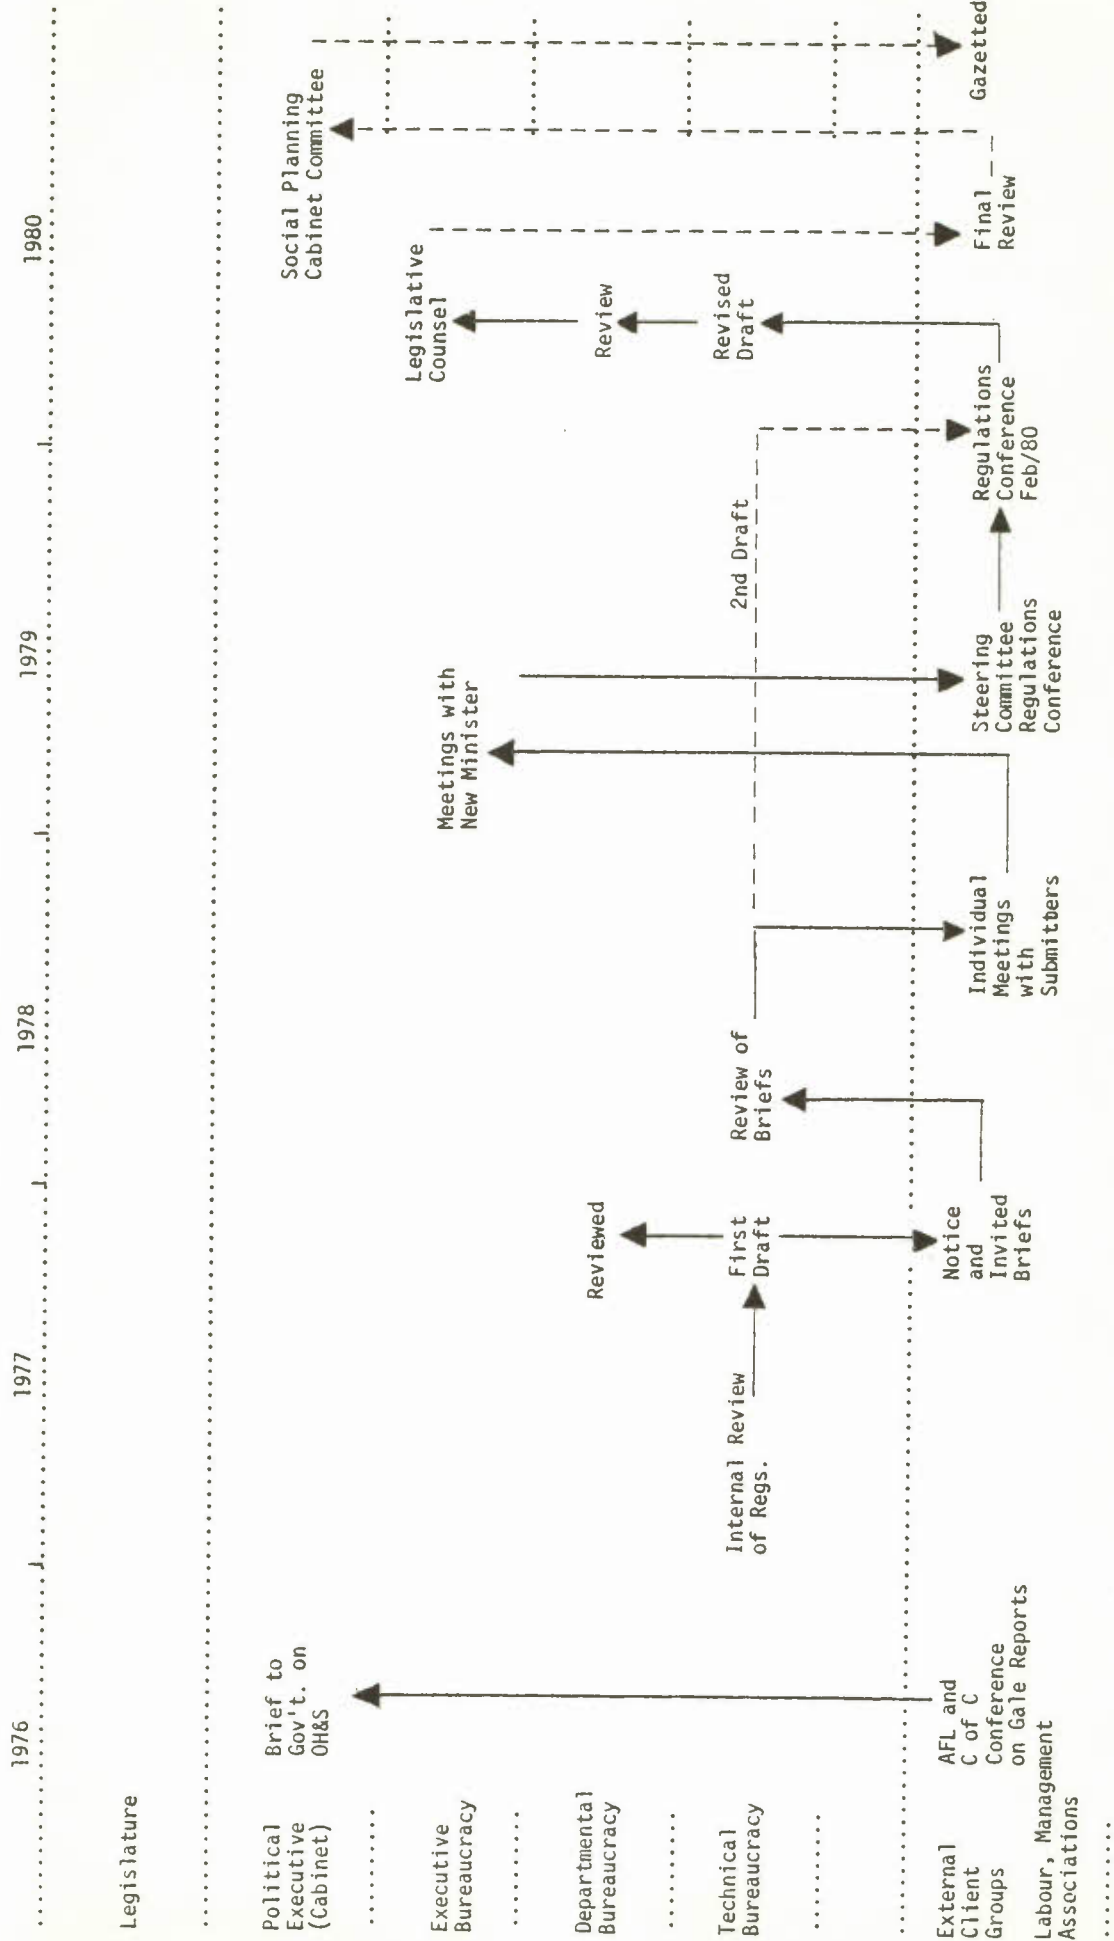 1976
1977
1978
1979
1980
Legislature
Political
Executive
(Cabinet)
Brief to
Gov't. on
OH&S
Social Planning
Cabinet Committee
Executive
Bureaucracy
Meetings with
New Minister
Legislative
Counsel
Departmental
Bureaucracy
Reviewed
Review
Technical
Bureaucracy
Internal Review
of Regs.
First
Draft
Review of
Briefs
2nd Draft
Revised
Draft
External
Client
Groups
Labour, Management
Associations
AFL and
C of C
Conference
on Gale Reports
Notice
and
Invited
Briefs
Individual
Meetings
with
Submitters
Steering
Committee
Regulations
Conference
Regulations
Conference
Feb/80
Final
Review
Gazetted